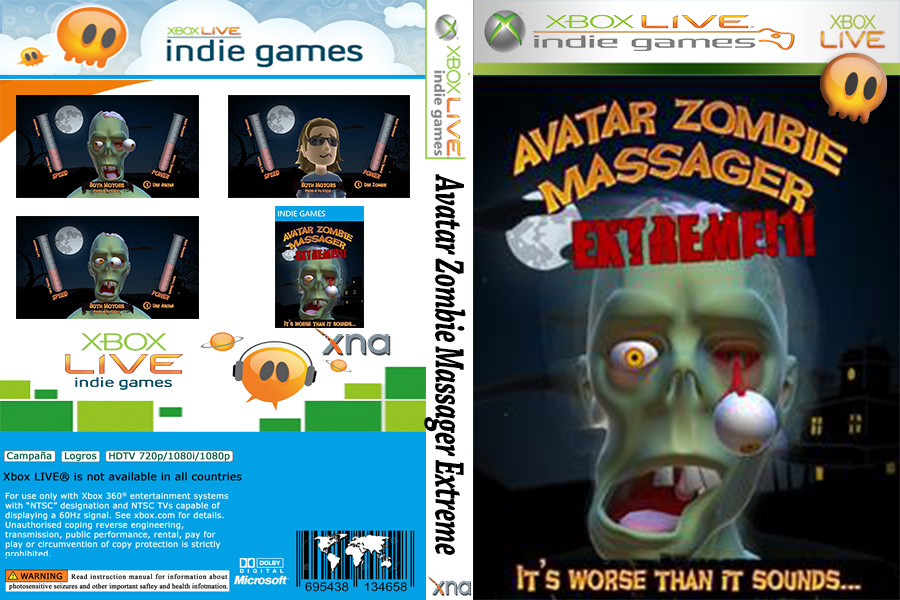 XBOX LIVE
indie games
SPEED
POWER
BOTH MOTORS
USE AVATAR
SPEED
POWER
BOTH MOTORS
USE ZOMBIE
SPEED
POWER
BOTH MOTORS
USE AVATAR
INDIE GAMES
AVATAR ZOMBIE
MASSAGER
EXTREME!!!
IT'S WORSE THAN IT SOUNDS...
XBOX
LIVE
indie games
xna
Campaña
Logros
HDTV 720p/1080i/1080p
Xbox LIVE® is not available in all countries
For use only with Xbox 360® entertainment systems
with “NTSC” designation and NTSC TVs capable of
displaying a 60Hz signal. See xbox.com for details.
Unauthorised coping reverse engineering,
transmission, public performance, rental, pay for
play or circumvention of copy protection is strictly
prohibited.
WARNING Read instruction manual for information about
photosensitive seizures and other important saftey and health infotmation.
DOLBY
DIGITAL
Microsoft
695438 134658
XBOX LIVE
indie games
Avatar Zombie Massager Extreme
xna
XBOX LIVE
indie games
XBOX
LIVE
AVATAR ZOMBIE
MASSAGER
EXTREME!!!
IT'S WORSE THAN IT SOUNDS...